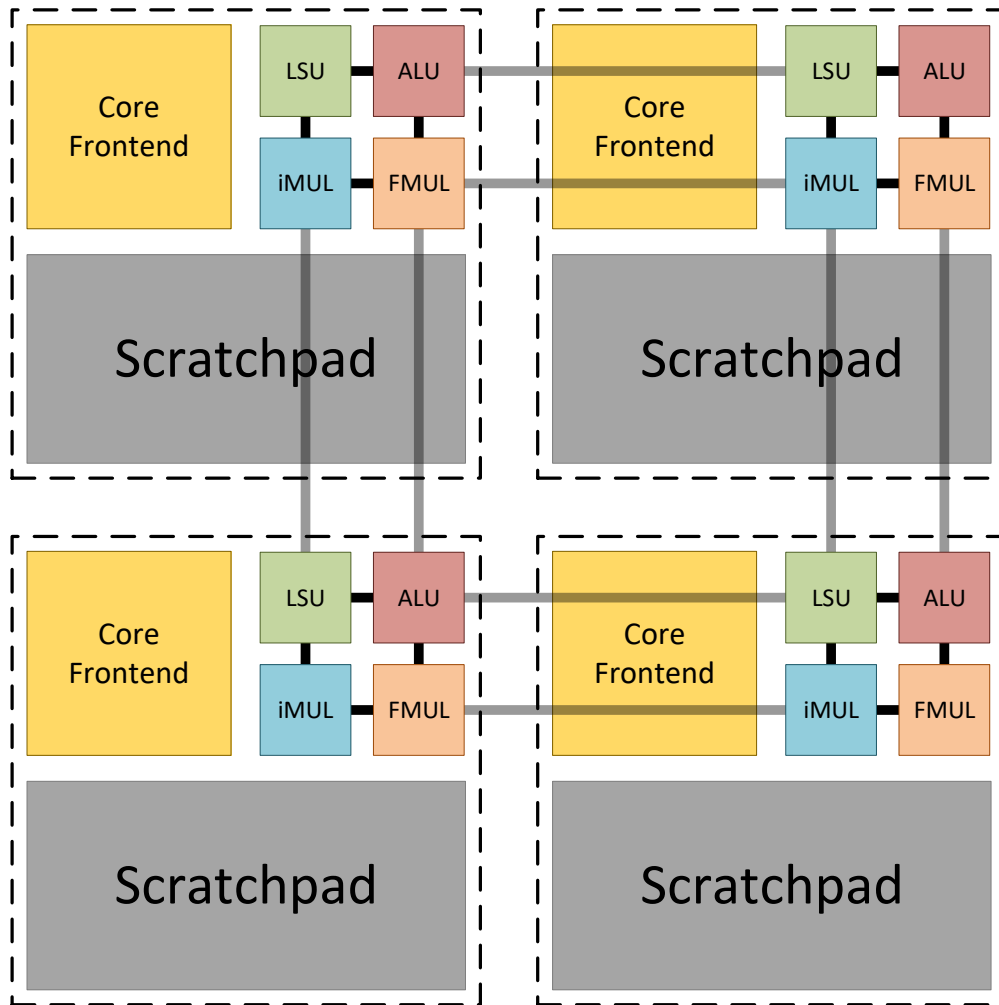 LSU
ALU
LSU
ALU
Core
Frontend
Core
Frontend
iMUL
FMUL
iMUL
FMUL
Scratchpad
Scratchpad
LSU
ALU
LSU
ALU
Core
Frontend
Core
Frontend
iMUL
FMUL
iMUL
FMUL
Scratchpad
Scratchpad